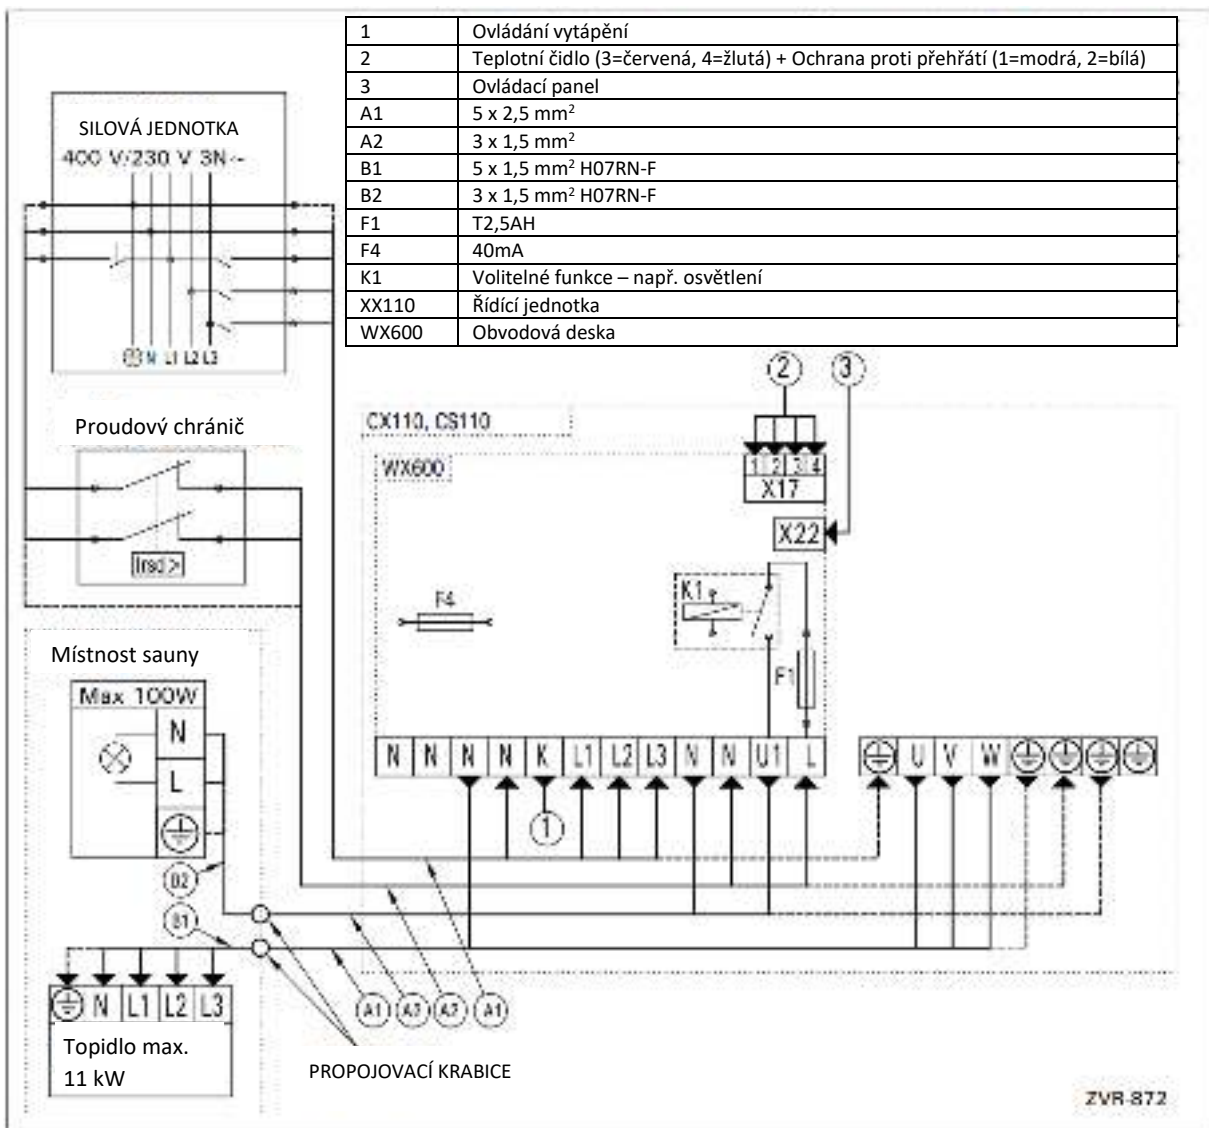 1 Ovládání vytápění
2 Teplotní čidlo (3=červená, 4=žlutá) + Ochrana proti přehřátí (1=modrá, 2=bílá)
3 Ovládací panel
A1 5 x 2,5 mm²
A2 3 x 1,5 mm²
B1 5 x 1,5 mm² H07RN-F
B2 3 x 1,5 mm² H07RN-F
F1 T2,5AH
F4 40mA
K1 Volitelné funkce – např. osvětlení
XX110 Řídící jednotka
WX600 Obvodová deska
SILOVÁ JEDNOTKA
400 V/230 V 3N~
N L1 L2 L3
2 3
Proudový chránič
CX110, CS110
WX600
1 2 3 4
X17
X22
Irsd >
K1
F4
F1
Místnost sauny
Max 100W
N
L
N N N N K L1 L2 L3 N N U1 L
U V W
1
B2
B1
N L1 L2 L3
A1 A2 A2 A1
Topidlo max.
11 kW
PROPOJOVACÍ KRABICE
ZVR-872